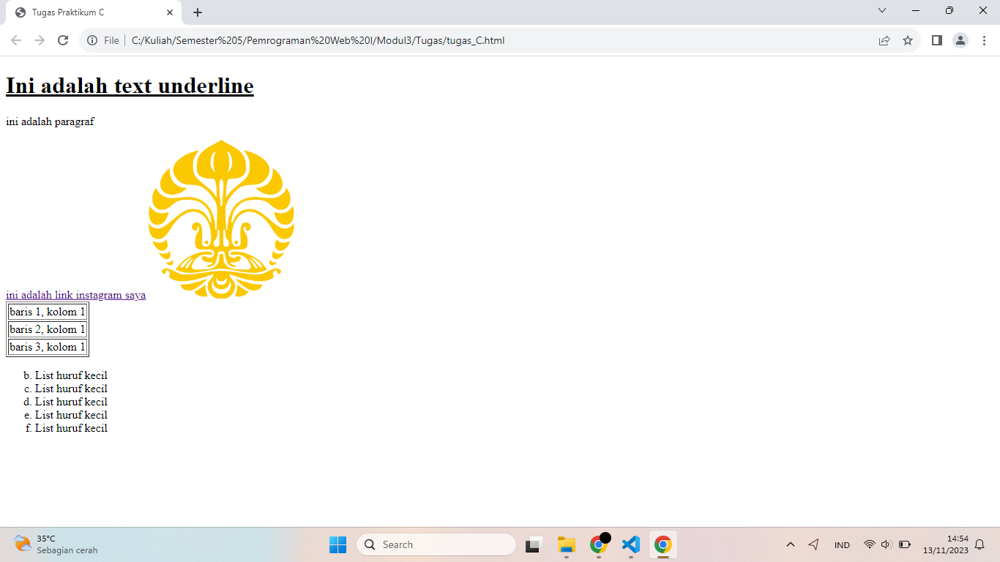 Tugas Praktikum C
File
C:/Kuliah/Semester%205/Pemrograman%20Web%20I/Modul3/Tugas/tugas_C.html
Ini adalah text underline
ini adalah paragraf
ini adalah link instagram saya
baris 1, kolom 1
baris 2, kolom 1
baris 3, kolom 1
b. List huruf kecil
c. List huruf kecil
d. List huruf kecil
e. List huruf kecil
f. List huruf kecil
35°C
Sebagian cerah
Search
IND
14:54
13/11/2023